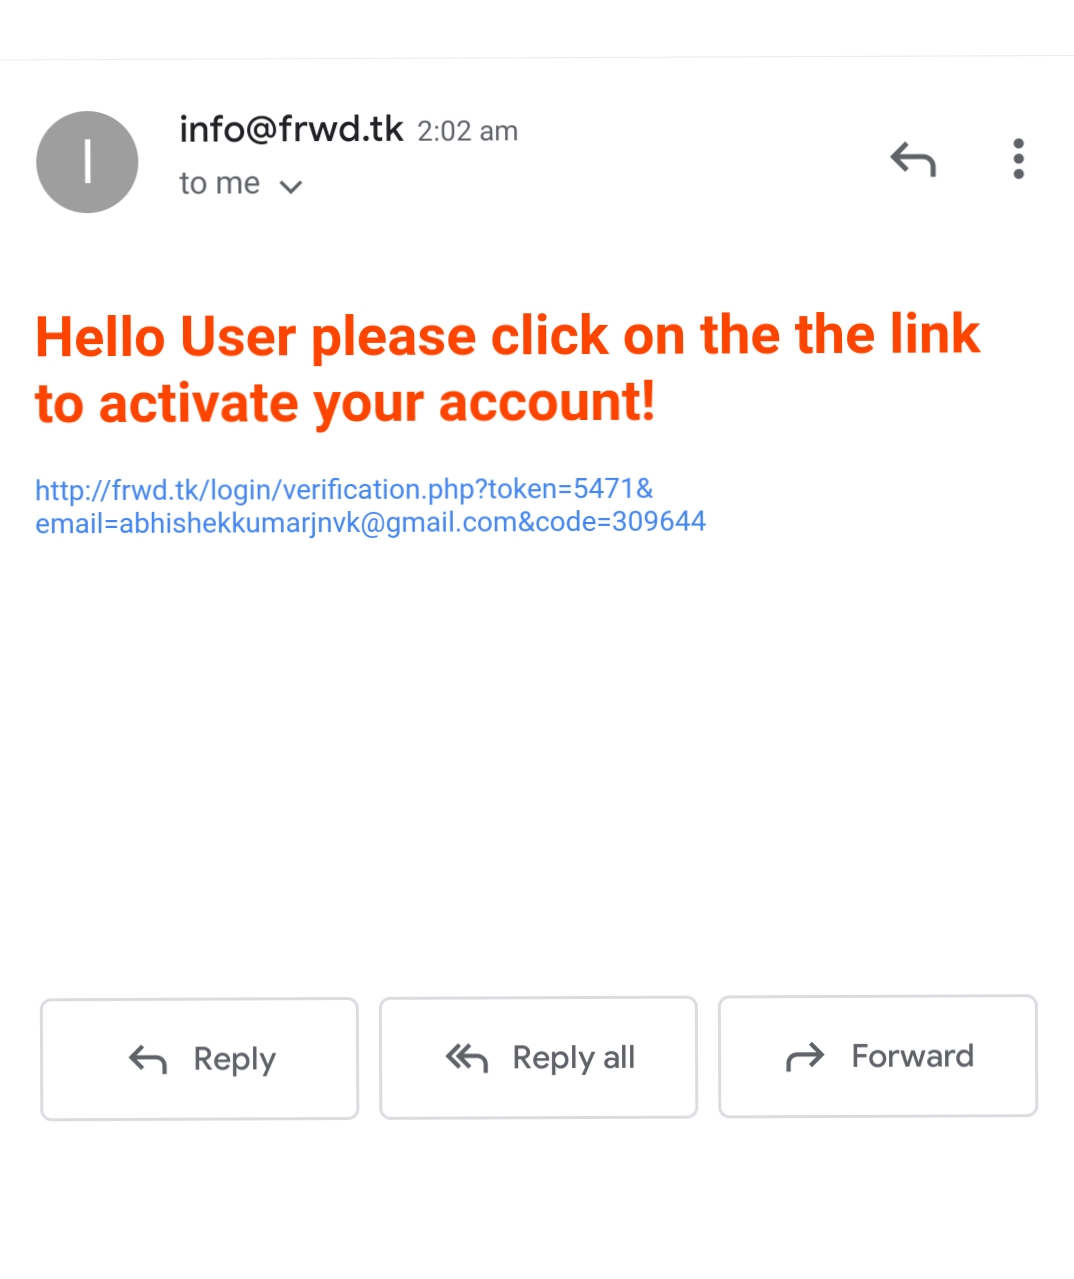 I
info@frwd.tk 2:02 am
to me
Hello User please click on the the link
to activate your account!
http://frwd.tk/login/verification.php?token=5471&
email=abhishekkumarjnvk@gmail.com&code=309644
Reply
Reply all
Forward